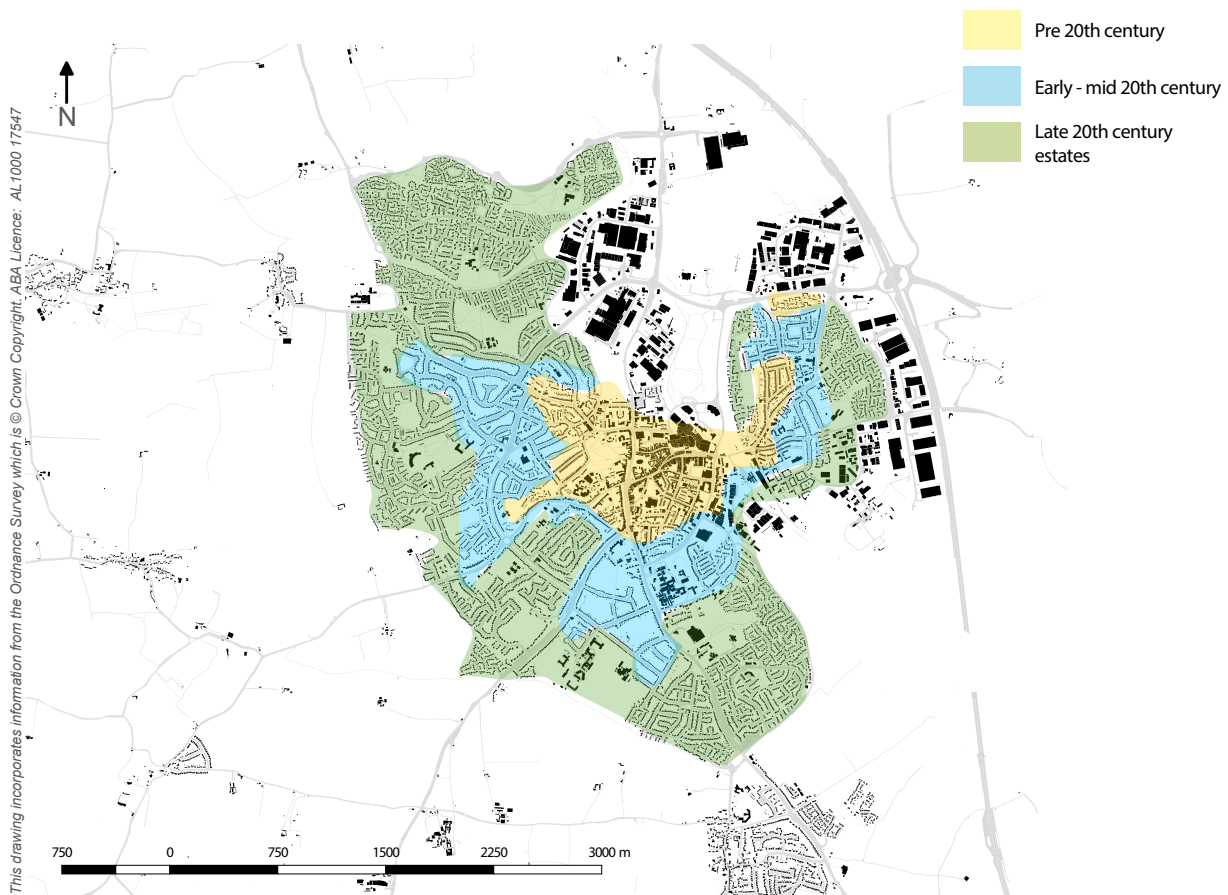 Pre 20th century
Early - mid 20th century
Late 20th century
estates
N
This drawing incorporates information from the Ordnance Survey which is © Crown Copyright. ABA Licence: AL1000 17547
750 0 750 1500 2250 3000 m